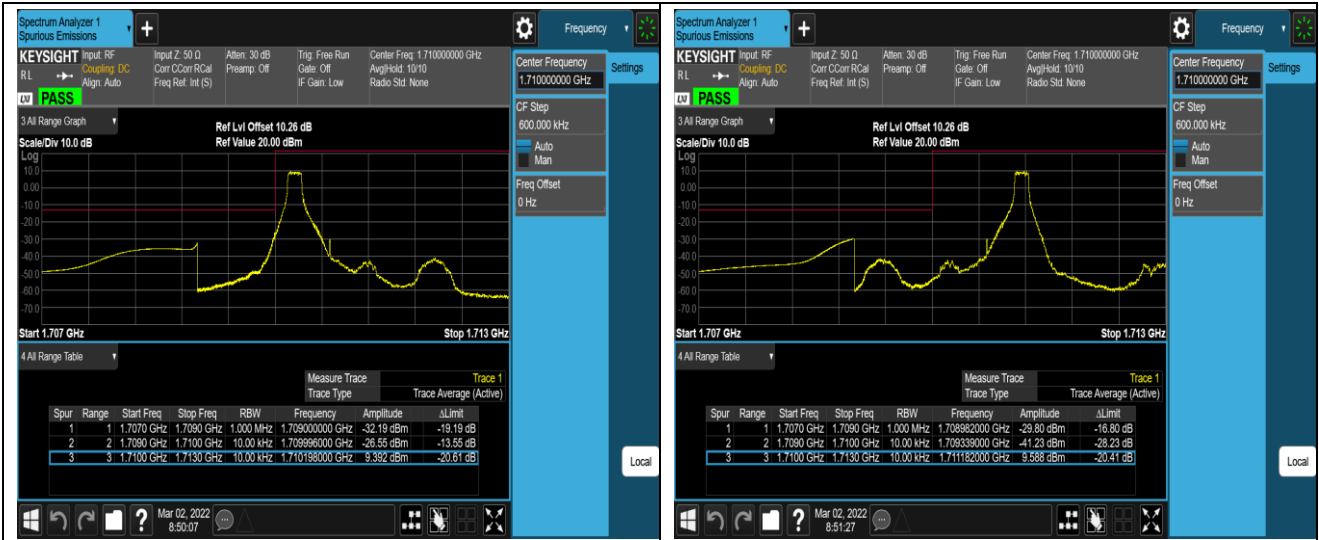 Spectrum Analyzer 1
Spurious Emissions
+
Frequency
KEYSIGHT Input: RF Input Z: 50 Ω Atten: 30 dB Trig: Free Run Center Freq: 1.710000000 GHz
RL Coupling: DC Corr CCorr RCal Preamp: Off Gate: Off Avg|Hold: 10/10
Align: Auto Freq Ref: Int (S) IF Gain: Low Radio Std: None
LXI PASS
Center Frequency
1.710000000 GHz
Settings
CF Step
600.000 kHz
Auto
Man
Freq Offset
0 Hz
3 All Range Graph
Ref Lvl Offset 10.26 dB
Scale/Div 10.0 dB Ref Value 20.00 dBm
Log
10.0
0.00
-10.0
-20.0
-30.0
-40.0
-50.0
-60.0
-70.0
Start 1.707 GHz Stop 1.713 GHz
4 All Range Table
Measure Trace Trace 1
Trace Type Trace Average (Active)
Spur Range Start Freq Stop Freq RBW Frequency Amplitude ΔLimit
1 1 1.7070 GHz 1.7090 GHz 1.000 MHz 1.709000000 GHz -32.19 dBm -19.19 dB
2 2 1.7090 GHz 1.7100 GHz 10.00 kHz 1.709996000 GHz -26.55 dBm -13.55 dB
3 3 1.7100 GHz 1.7130 GHz 10.00 kHz 1.710198000 GHz 9.392 dBm -20.61 dB
Local
?
Mar 02, 2022
8:50:07
Spectrum Analyzer 1
Spurious Emissions
+
Frequency
KEYSIGHT Input: RF Input Z: 50 Ω Atten: 30 dB Trig: Free Run Center Freq: 1.710000000 GHz
RL Coupling: DC Corr CCorr RCal Preamp: Off Gate: Off Avg|Hold: 10/10
Align: Auto Freq Ref: Int (S) IF Gain: Low Radio Std: None
LXI PASS
Center Frequency
1.710000000 GHz
Settings
CF Step
600.000 kHz
Auto
Man
Freq Offset
0 Hz
3 All Range Graph
Ref Lvl Offset 10.26 dB
Scale/Div 10.0 dB Ref Value 20.00 dBm
Log
10.0
0.00
-10.0
-20.0
-30.0
-40.0
-50.0
-60.0
-70.0
Start 1.707 GHz Stop 1.713 GHz
4 All Range Table
Measure Trace Trace 1
Trace Type Trace Average (Active)
Spur Range Start Freq Stop Freq RBW Frequency Amplitude ΔLimit
1 1 1.7070 GHz 1.7090 GHz 1.000 MHz 1.708982000 GHz -29.80 dBm -16.80 dB
2 2 1.7090 GHz 1.7100 GHz 10.00 kHz 1.709339000 GHz -41.23 dBm -28.23 dB
3 3 1.7100 GHz 1.7130 GHz 10.00 kHz 1.711182000 GHz 9.588 dBm -20.41 dB
Local
?
Mar 02, 2022
8:51:27